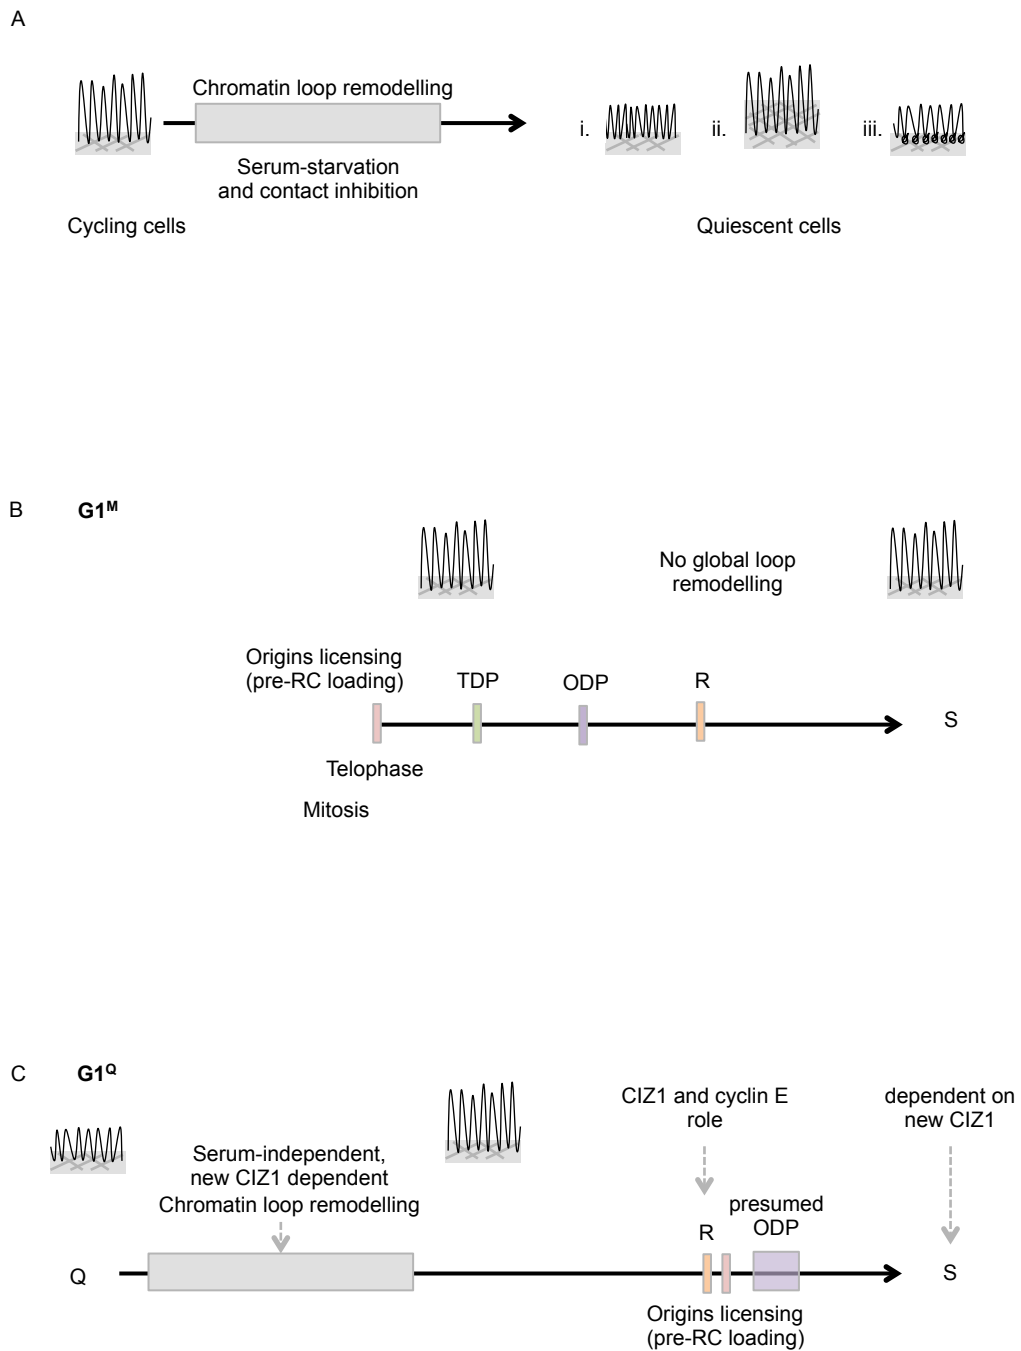 A
Chromatin loop remodelling
i.
ii.
iii.
Serum-starvation
and contact inhibition
Cycling cells
Quiescent cells
B
G1ᴹ
No global loop
remodelling
Origins licensing
(pre-RC loading)
TDP
ODP
R
S
Telophase
Mitosis
C
G1Q
CIZ1 and cyclin E
role
dependent on
new CIZ1
Serum-independent,
new CIZ1 dependent
Chromatin loop remodelling
presumed
ODP
R
Q
S
Origins licensing
(pre-RC loading)